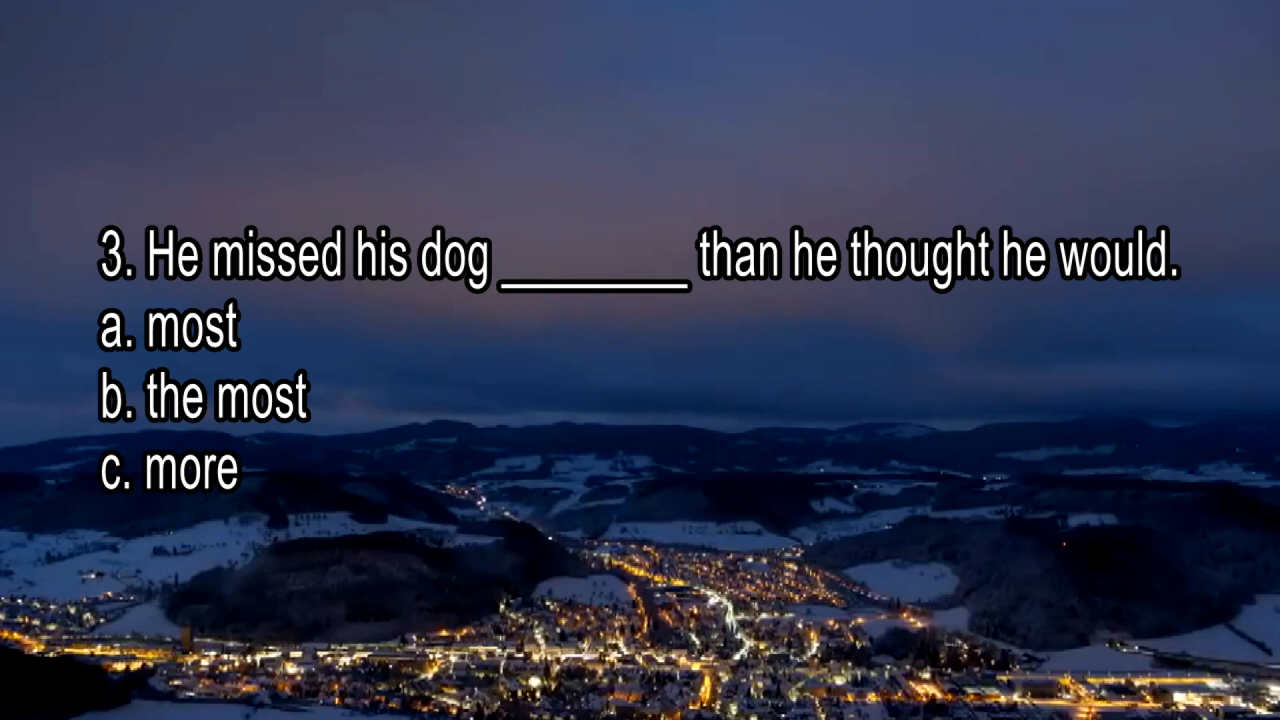 3. He missed his dog ________ than he thought he would.
a. most
b. the most
c. more